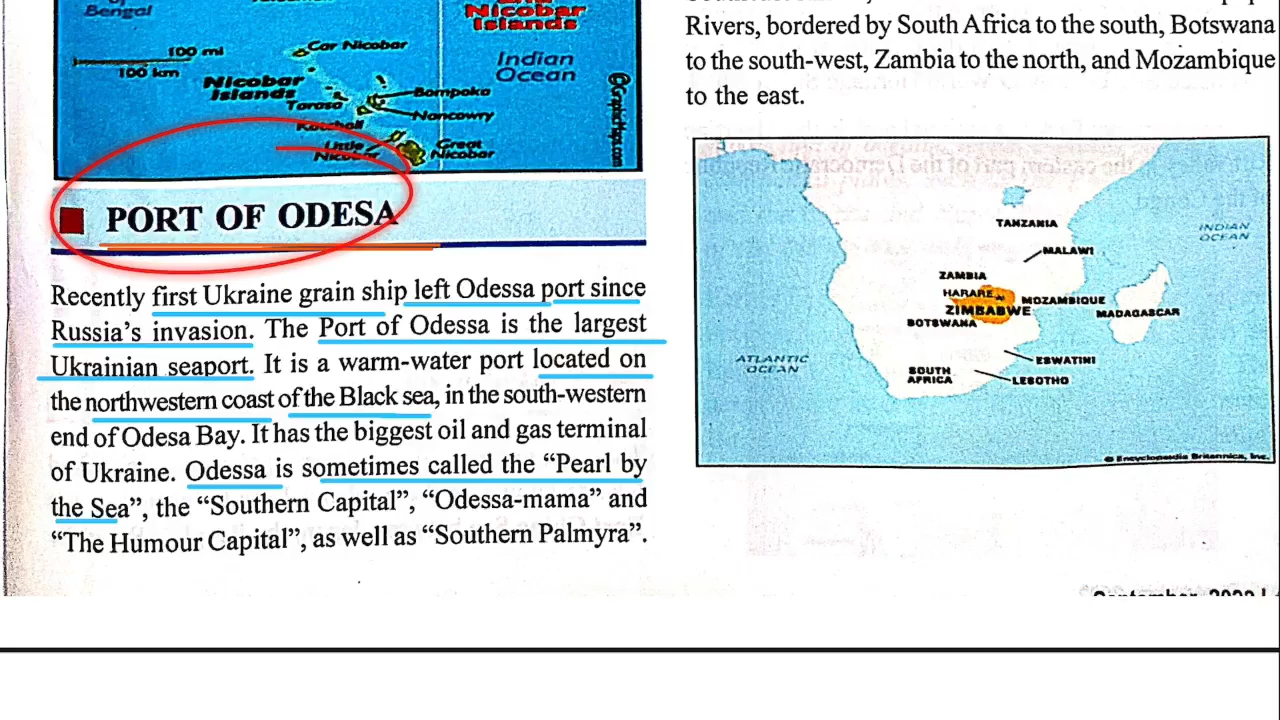 Bengal
Nicobar
Islands
100 mi
Car Nicobar
100 km
Nicobar
Islands
Indian
Ocean
Bompoka
Nancowry
Little
Nicobar
Great
Nicobar
PORT OF ODESA
Recently first Ukraine grain ship left Odessa port since
Russia's invasion. The Port of Odessa is the largest
Ukrainian seaport. It is a warm-water port located on
the northwestern coast of the Black sea, in the south-western
end of Odesa Bay. It has the biggest oil and gas terminal
of Ukraine. Odessa is sometimes called the “Pearl by
the Sea”, the “Southern Capital”, “Odessa-mama” and
“The Humour Capital”, as well as “Southern Palmyra”.
Rivers, bordered by South Africa to the south, Botswana
to the south-west, Zambia to the north, and Mozambique
to the east.
TANZANIA
INDIAN
OCEAN
MALAWI
ZAMBIA
HARARE
MOZAMBIQUE
ZIMBABWE
MADAGASCAR
BOTSWANA
ATLANTIC
OCEAN
ESWATINI
SOUTH
AFRICA
LESOTHO
© Encyclopædia Britannica, Inc.